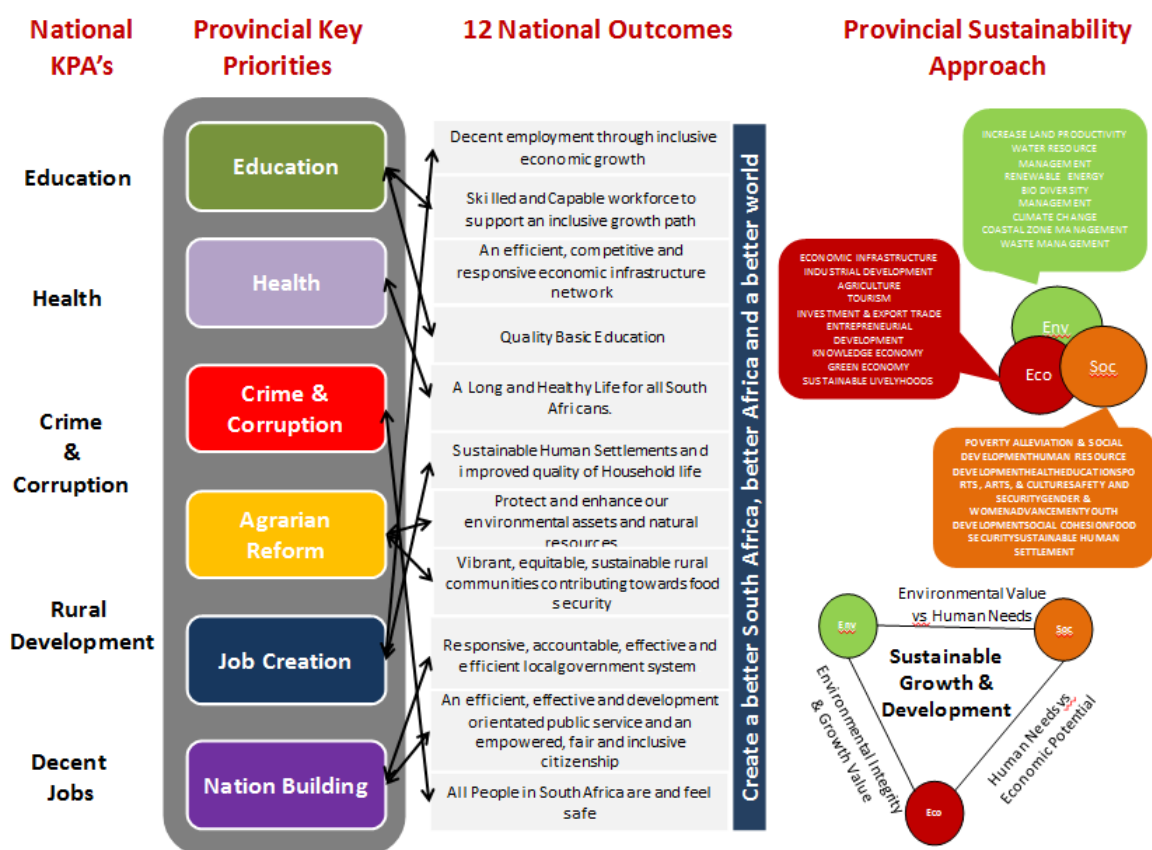 National
KPA's
Provincial Key
Priorities
12 National Outcomes
Provincial Sustainability
Approach
Education
Health
Crime
&
Corruption
Rural
Development
Decent
Jobs
Education
Health
Crime &
Corruption
Agrarian
Reform
Job Creation
Nation Building
Decent employment through inclusive
economic growth
Skilled and Capable workforce to
support an inclusive growth path
An efficient, competitive and
responsive economic infrastructure
network
Quality Basic Education
A Long and Healthy Life for all South
Africans.
Sustainable Human Settlements and
improved quality of Household life
Protect and enhance our
environmental assets and natural
resources
Vibrant, equitable, sustainable rural
communities contributing towards food
security
Responsive, accountable, effective and
efficient localgovernment system
An efficient, effective and development
orientated public service and an
empowered, fair and inclusive
citizenship
All People in South Africa are and feel
safe
Create a better South Africa, better Africa and a better world
INCREASE LAND PRODUCTIVITY
WATER RESOURCE
MANAGEMENT
RENEWABLE ENERGY
BIO DIVERSITY
MANAGEMENT
CLIMATE CHANGE
COASTAL ZONE MANAGEMENT
WASTE MANAGEMENT
ECONOMIC INFRASTRUCTURE
INDUSTRIAL DEVELOPMENT
AGRICULTURE
TOURISM
INVESTMENT & EXPORT TRADE
ENTREPRENEURIAL
DEVELOPMENT
KNOWLEDGE ECONOMY
GREEN ECONOMY
SUSTAINABLE LIVELYHOODS
Env
Eco
Soc
POVERTY ALLEVIATION & SOCIAL
DEVELOPMENTHUMAN RESOURCE
DEVELOPMENTHEALTHEDUCATIONSPO
RTS, ARTS, & CULTURESAFETY AND
SECURITYGENDER &
WOMENADVANCEMENTYOUTH
DEVELOPMENTSOCIAL COHESIONFOOD
SECURITYSUSTAINABLE HUMAN
SETTLEMENT
Environmental Value
vs Human Needs
Env
Soc
Sustainable
Growth &
Development
Environmental Integrity
& Growth Value
Human Needs vs
Economic Potential
Eco